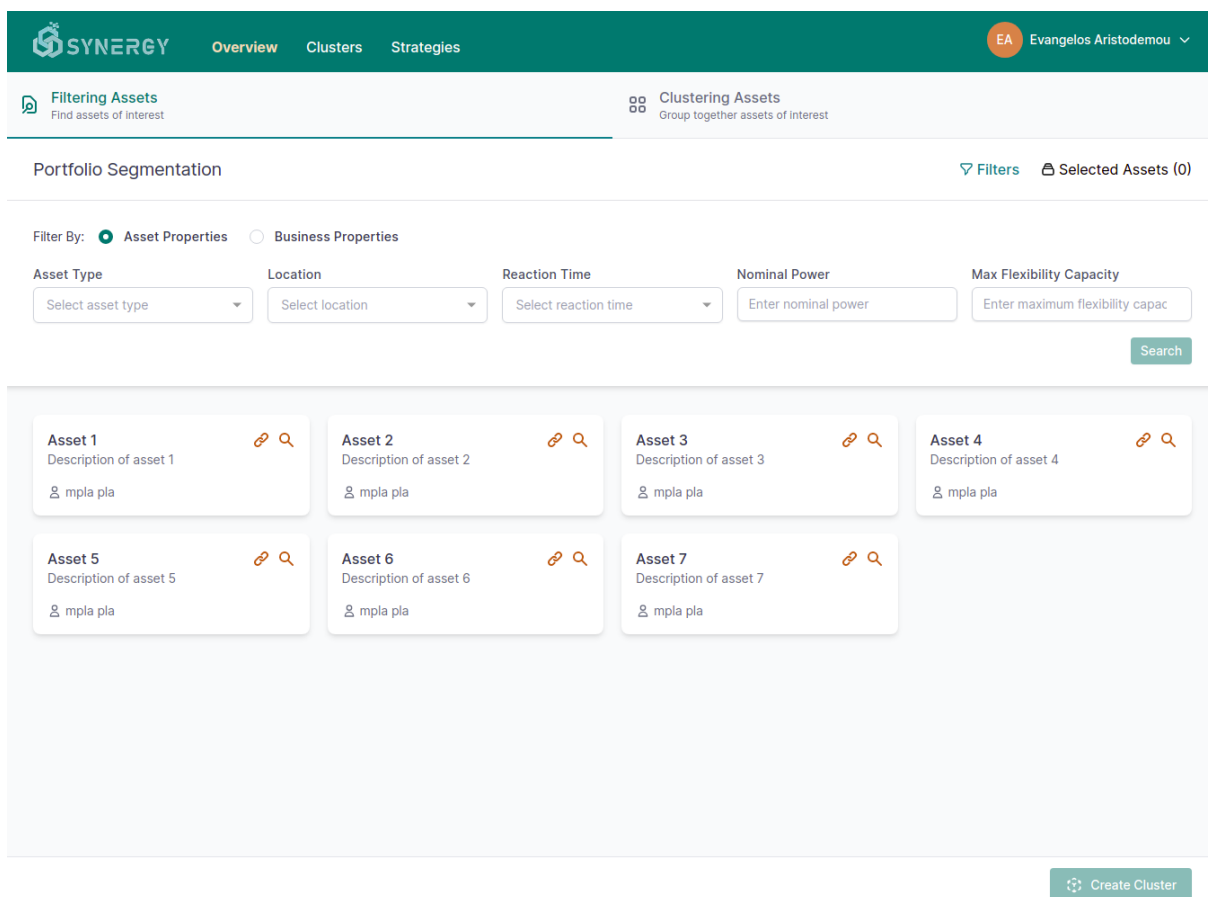 SYNERGY Overview Clusters Strategies EA Evangelos Aristodemou
Filtering Assets
Find assets of interest
Clustering Assets
Group together assets of interest
Portfolio Segmentation Filters Selected Assets (0)
Filter By: Asset Properties Business Properties
Asset Type Location Reaction Time Nominal Power Max Flexibility Capacity
Select asset type Select location Select reaction time Enter nominal power Enter maximum flexibility capac
Search
Asset 1 Asset 2 Asset 3 Asset 4
Description of asset 1 Description of asset 2 Description of asset 3 Description of asset 4
mpla pla mpla pla mpla pla mpla pla
Asset 5 Asset 6 Asset 7
Description of asset 5 Description of asset 6 Description of asset 7
mpla pla mpla pla mpla pla
Create Cluster